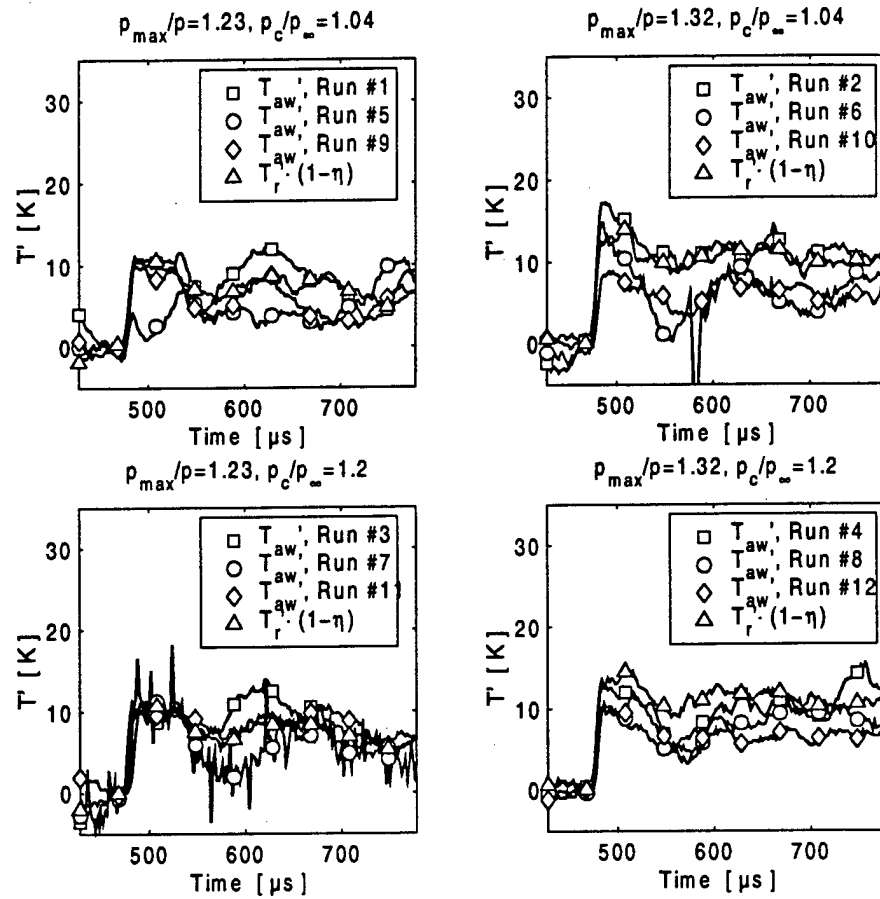 p_max/p=1.23, p_c/p_∞=1.04
T' [K]
30
20
10
0
□ T_aw', Run #1
○ T_aw', Run #5
◇ T_aw', Run #9
△ T_r'· (1-η)
500 600 700
Time [µs]
p_max/p=1.32, p_c/p_∞=1.04
T' [K]
30
20
10
0
□ T_aw', Run #2
○ T_aw', Run #6
◇ T_aw', Run #10
△ T_r'· (1-η)
500 600 700
Time [µs]
p_max/p=1.23, p_c/p_∞=1.2
T' [K]
30
20
10
0
□ T_aw', Run #3
○ T_aw', Run #7
◇ T_aw', Run #11
△ T_r'· (1-η)
500 600 700
Time [µs]
p_max/p=1.32, p_c/p_∞=1.2
T' [K]
30
20
10
0
□ T_aw', Run #4
○ T_aw', Run #8
◇ T_aw', Run #12
△ T_r'· (1-η)
500 600 700
Time [µs]